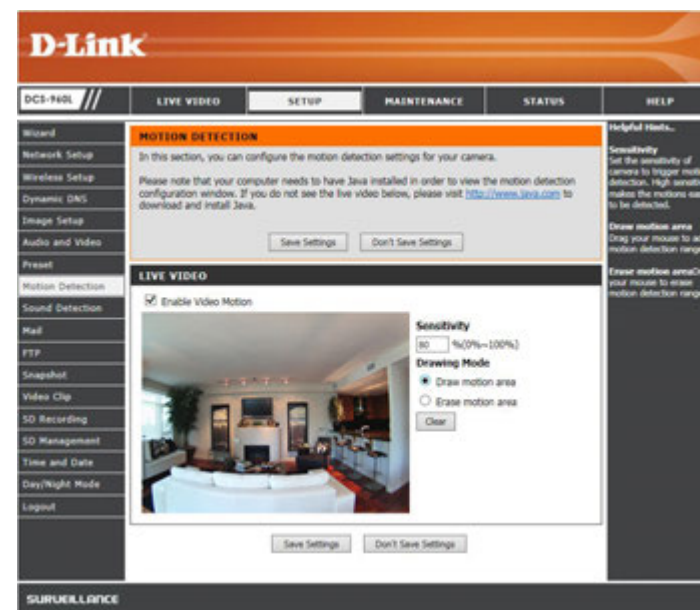 D-Link
DCS-960L
LIVE VIDEO
SETUP
MAINTENANCE
STATUS
HELP
Wizard
Network Setup
Wireless Setup
Dynamic DNS
Image Setup
Audio and Video
Preset
Motion Detection
Sound Detection
Mail
FTP
Snapshot
Video Clip
SD Recording
SD Management
Time and Date
Day/Night Mode
Logout
MOTION DETECTION
In this section, you can configure the motion detection settings for your camera.
Please note that your computer needs to have Java installed in order to view the motion detection
configuration window. If you do not see the live video below, please visit http://www.java.com to
download and install Java.
Save Settings
Don't Save Settings
LIVE VIDEO
Enable Video Motion
Sensitivity
80 %(0%~100%)
Drawing Mode
Draw motion area
Erase motion area
Clear
Save Settings
Don't Save Settings
Helpful Hints..
Sensitivity
Set the sensitivity of
camera to trigger
detection. High
makes the motions
to be detected.
Draw motion area
Drag your mouse to
motion detection
Erase motion area
your mouse to erase
motion detection
SURVEILLANCE